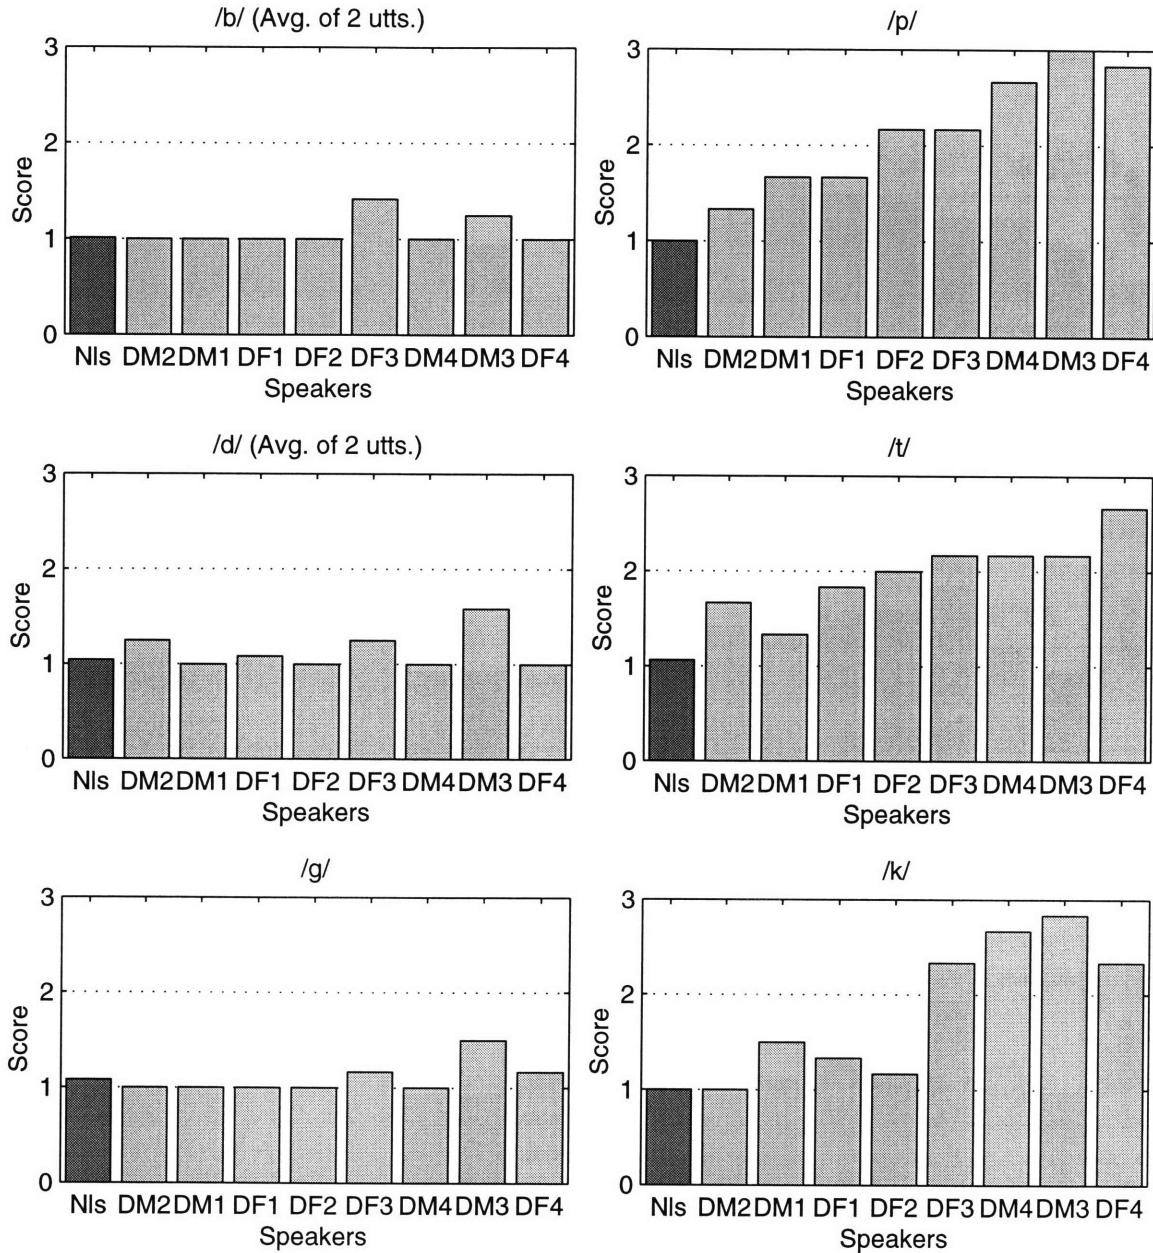 /b/ (Avg. of 2 utts.)
3
2
1
0
Score
Nls DM2 DM1 DF1 DF2 DF3 DM4 DM3 DF4
Speakers
/p/
3
2
1
0
Score
Nls DM2 DM1 DF1 DF2 DF3 DM4 DM3 DF4
Speakers
/d/ (Avg. of 2 utts.)
3
2
1
0
Score
Nls DM2 DM1 DF1 DF2 DF3 DM4 DM3 DF4
Speakers
/t/
3
2
1
0
Score
Nls DM2 DM1 DF1 DF2 DF3 DM4 DM3 DF4
Speakers
/g/
3
2
1
0
Score
Nls DM2 DM1 DF1 DF2 DF3 DM4 DM3 DF4
Speakers
/k/
3
2
1
0
Score
Nls DM2 DM1 DF1 DF2 DF3 DM4 DM3 DF4
Speakers